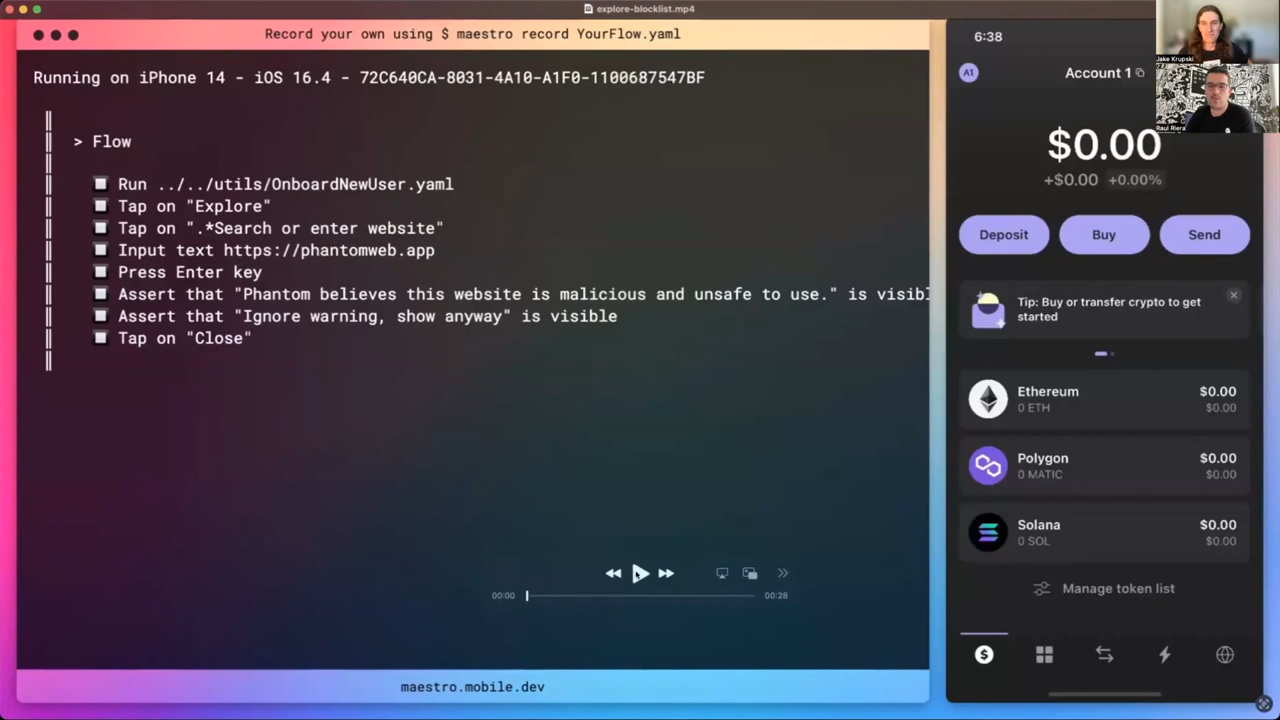 explore-blocklist.mp4
Record your own using $ maestro record YourFlow.yaml
Running on iPhone 14 - iOS 16.4 - 72C640CA-8031-4A10-A1F0-1100687547BF
> Flow
Run ../../utils/OnboardNewUser.yaml
Tap on "Explore"
Tap on ".*Search or enter website"
Input text https://phantomweb.app
Press Enter key
Assert that "Phantom believes this website is malicious and unsafe to use." is visibl
Assert that "Ignore warning, show anyway" is visible
Tap on "Close"
00:00
00:28
maestro.mobile.dev
6:38
A1
Account 1
$0.00
+$0.00 +0.00%
Deposit
Buy
Send
Tip: Buy or transfer crypto to get
started
Ethereum $0.00
0 ETH $0.00
Polygon $0.00
0 MATIC $0.00
Solana $0.00
0 SOL $0.00
Manage token list
Jake Krupski
Raul Riera